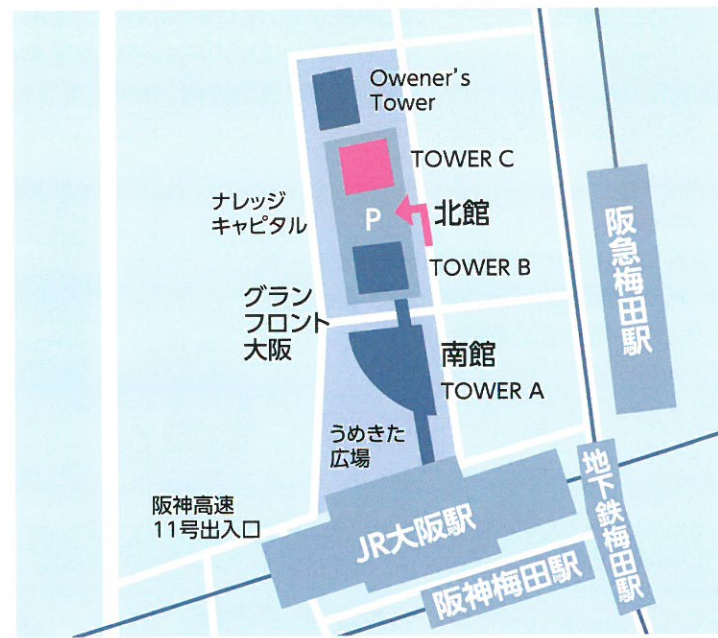 Owener's
Tower
TOWER C
ナレッジ
キャピタル
P
北館
TOWER B
グラン
フロント
大阪
南館
TOWER A
うめきた
広場
阪急梅田駅
地下鉄梅田駅
阪神高速
11号出入口
JR大阪駅
阪神梅田駅